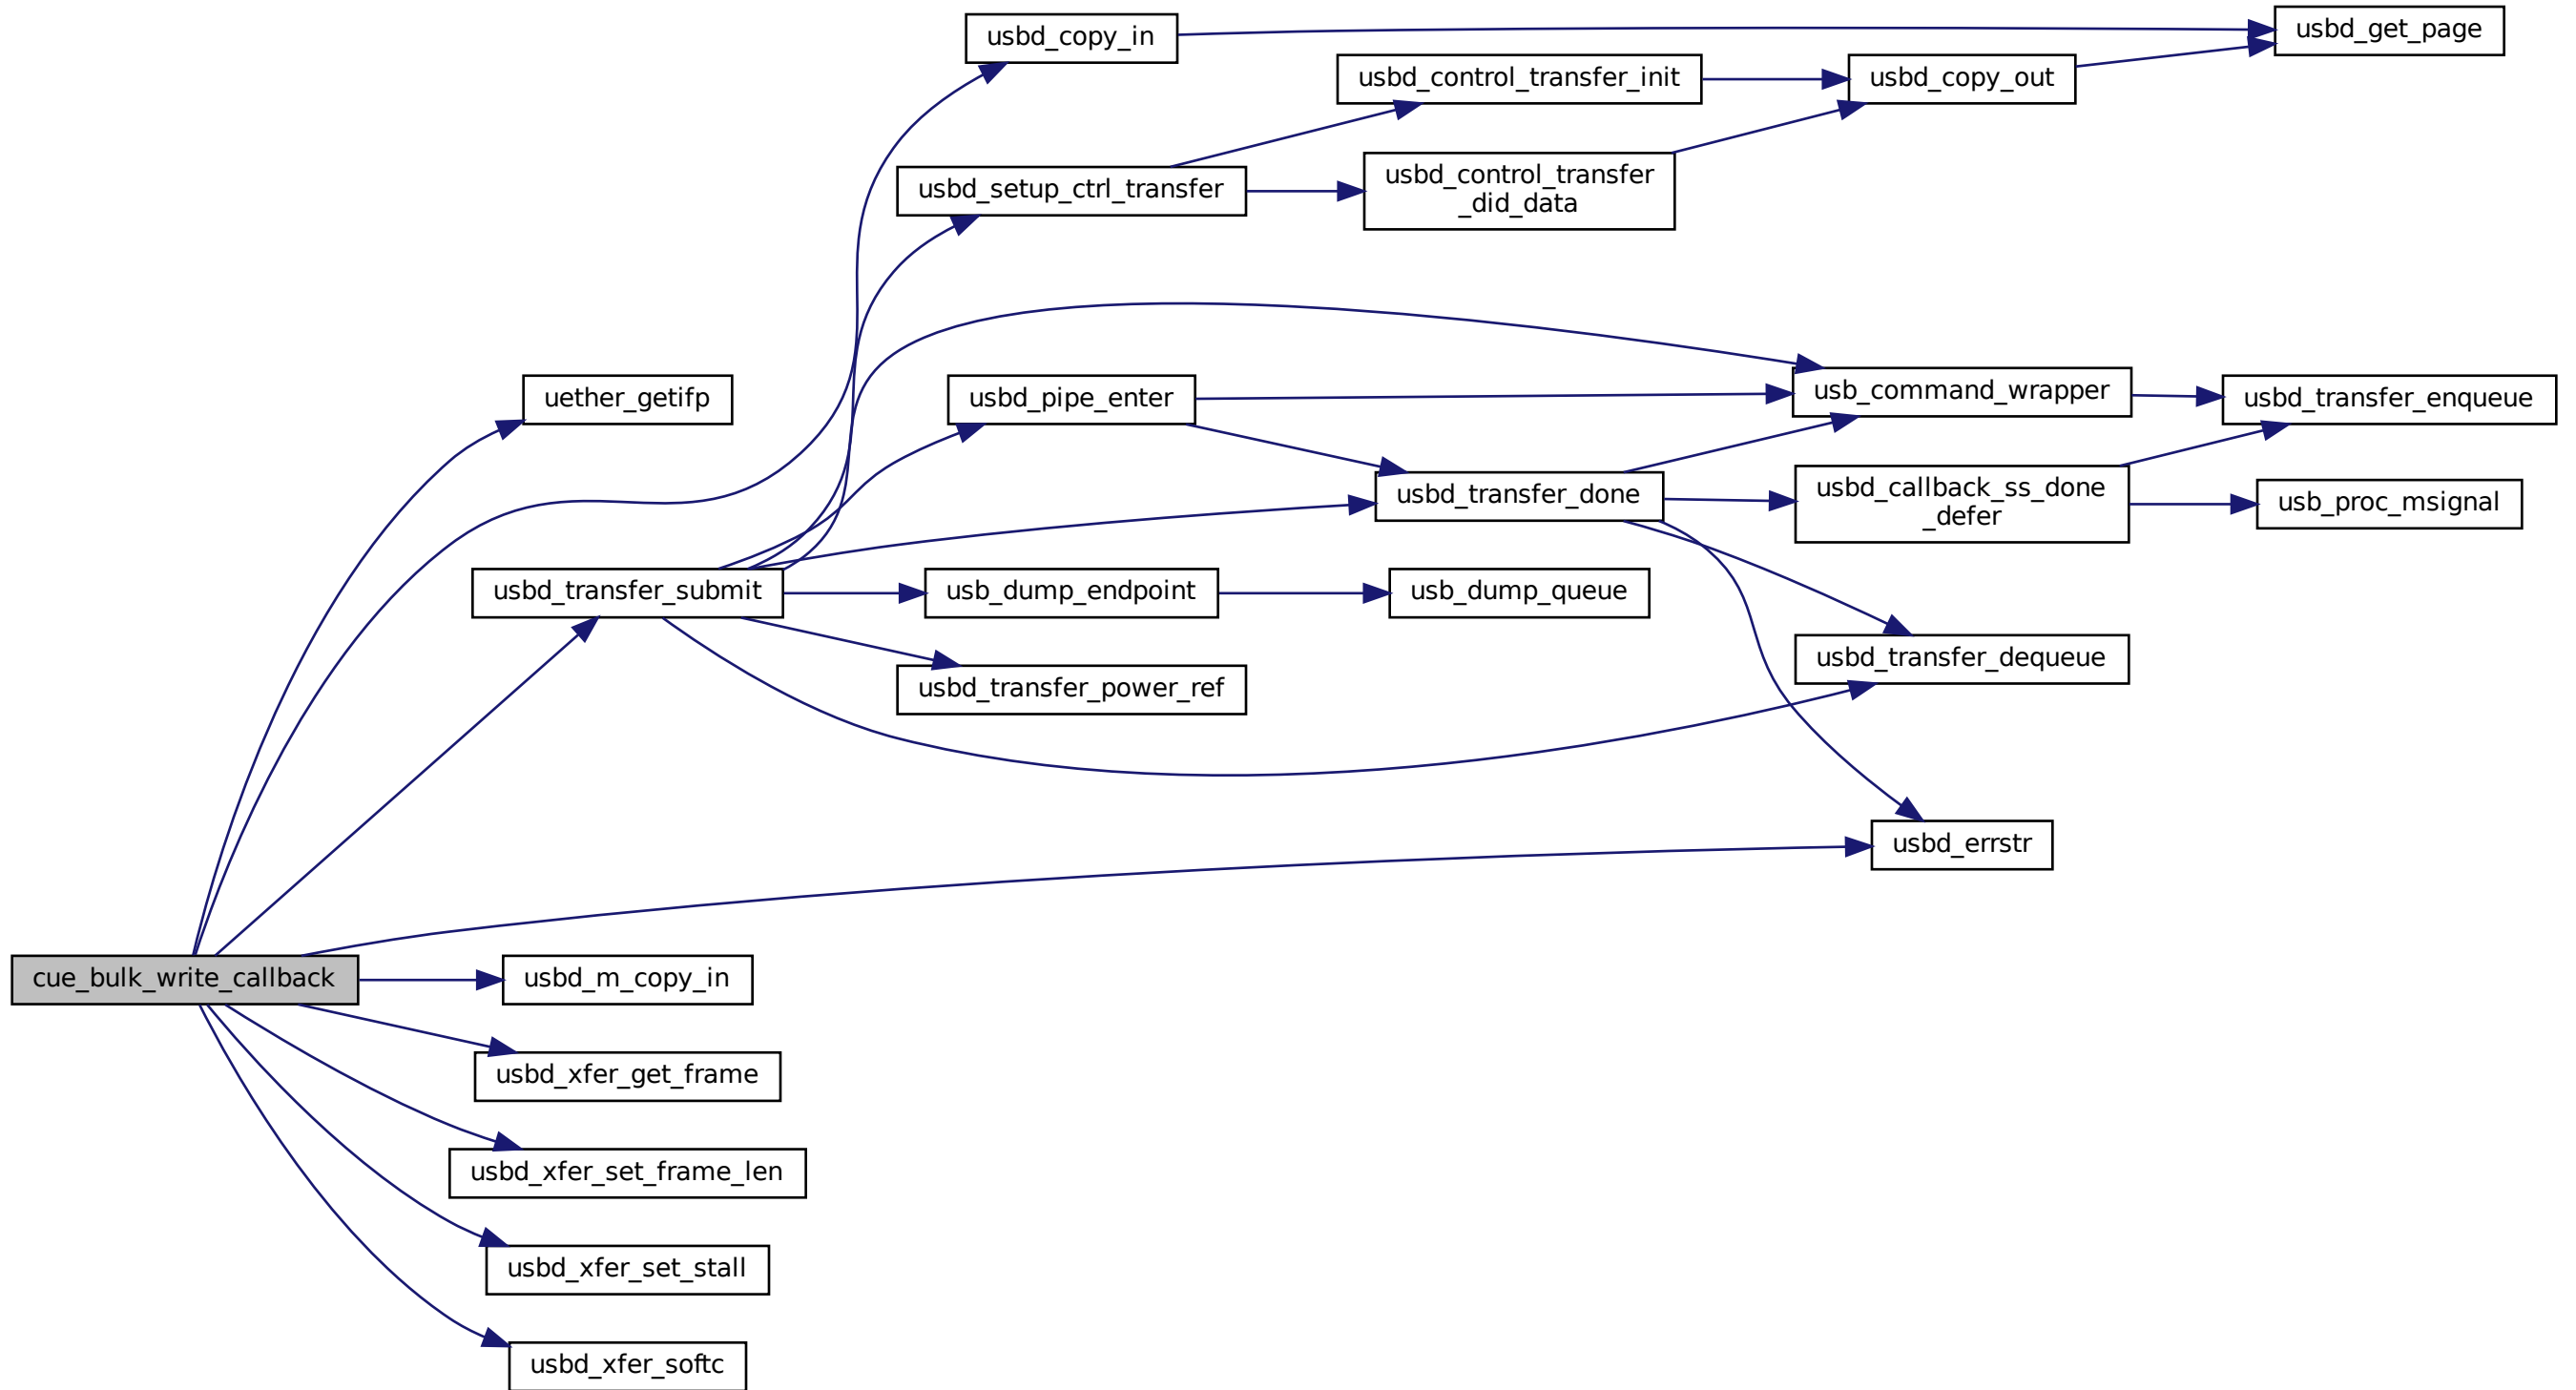 usbd_get_page
usbd_copy_in
usbd_control_transfer_init
usbd_copy_out
usbd_setup_ctrl_transfer
usbd_control_transfer
_did_data
uether_getifp
usbd_pipe_enter
usb_command_wrapper
usbd_transfer_enqueue
usbd_transfer_done
usbd_callback_ss_done
_defer
usb_proc_msignal
usbd_transfer_submit
usb_dump_endpoint
usb_dump_queue
usbd_transfer_dequeue
usbd_transfer_power_ref
usbd_errstr
cue_bulk_write_callback
usbd_m_copy_in
usbd_xfer_get_frame
usbd_xfer_set_frame_len
usbd_xfer_set_stall
usbd_xfer_softc